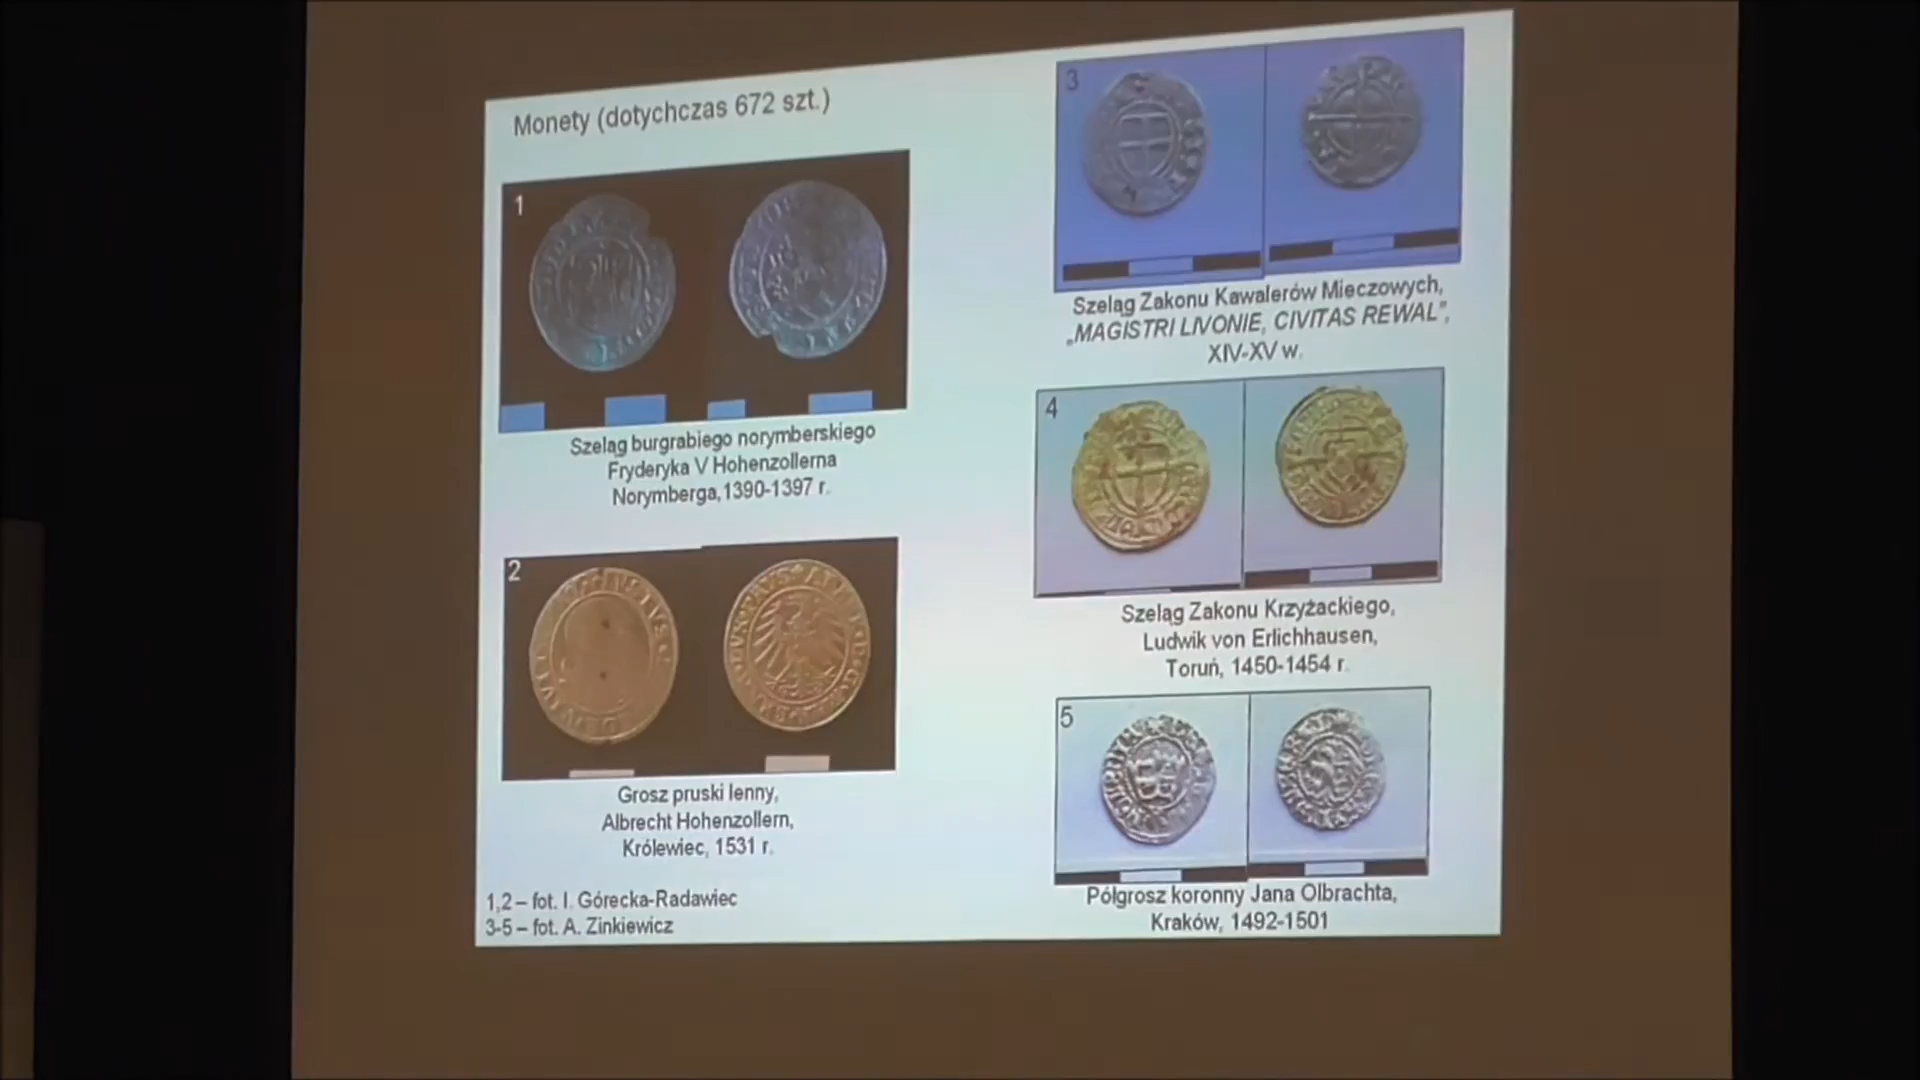 Monety (dotychczas 672 szt.)
1
Szeląg burgrabiego norymberskiego
Fryderyka V Hohenzollerna
Norymberga,1390-1397 r.
2
Grosz pruski lenny,
Albrecht Hohenzollern,
Królewiec, 1531 r.
1,2 – fot. I. Górecka-Radawiec
3-5 – fot. A. Zinkiewicz
3
Szeląg Zakonu Kawalerów Mieczowych,
„MAGISTRI LIVONIE, CIVITAS REWAL”,
XIV-XV w.
4
Szeląg Zakonu Krzyżackiego,
Ludwik von Erlichhausen,
Toruń, 1450-1454 r.
5
Półgrosz koronny Jana Olbrachta,
Kraków, 1492-1501